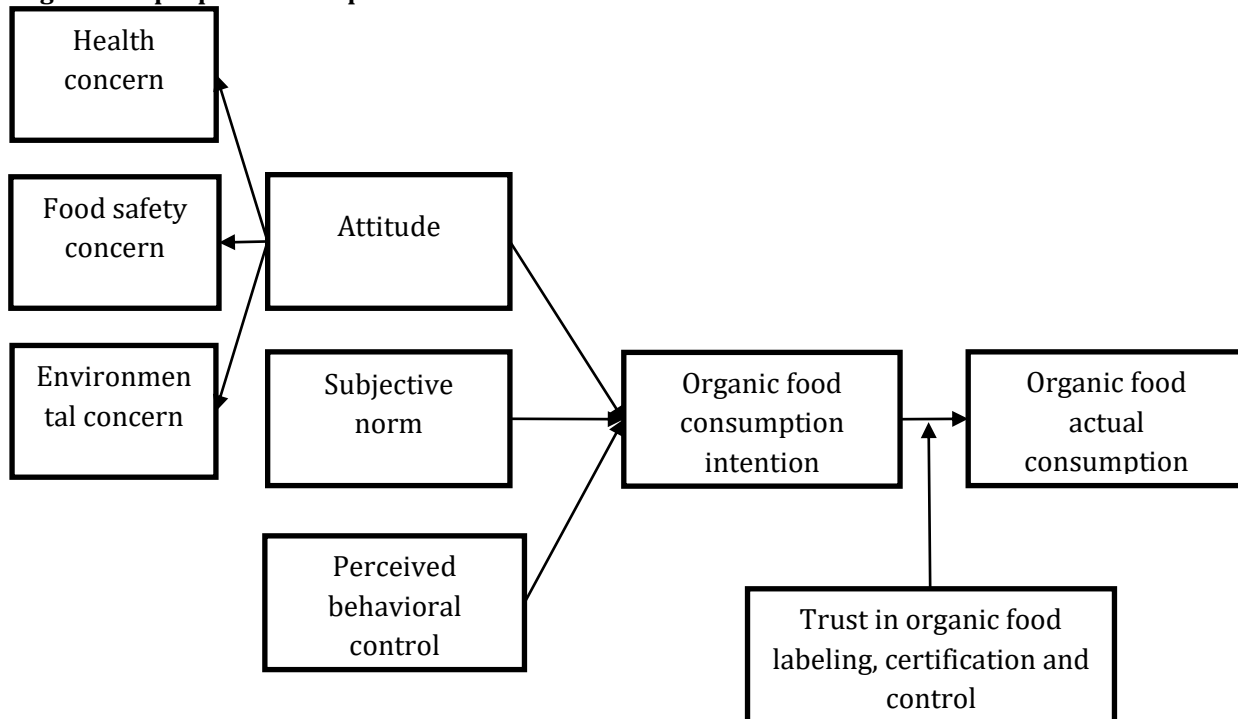 Health
concern
Food safety
concern
Attitude
Environmen
tal concern
Subjective
norm
Organic food
consumption
intention
Organic food
actual
consumption
Perceived
behavioral
control
Trust in organic food
labeling, certification and
control